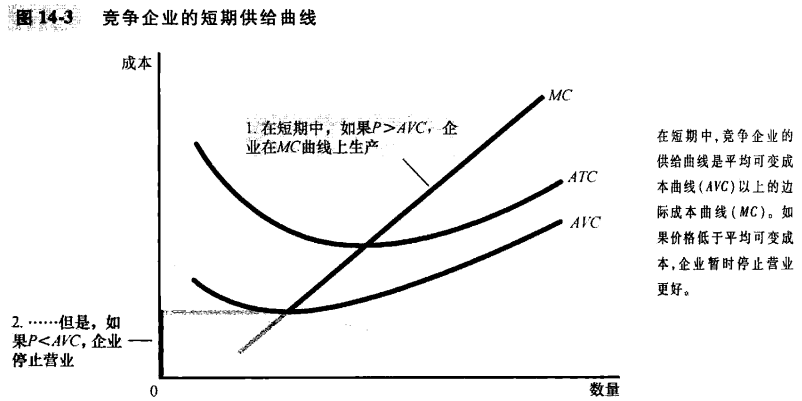 图 14-3 竞争企业的短期供给曲线
成本
MC
1. 在短期中，如果P＞AVC，企
业在MC曲线上生产
ATC
AVC
2. ……但是，如
果P＜AVC，企业
停止营业
0
数量
在短期中，竞争企业的
供给曲线是平均可变成
本曲线（AVC）以上的边
际成本曲线（MC）。如
果价格低于平均可变成
本，企业暂时停止营业
更好。